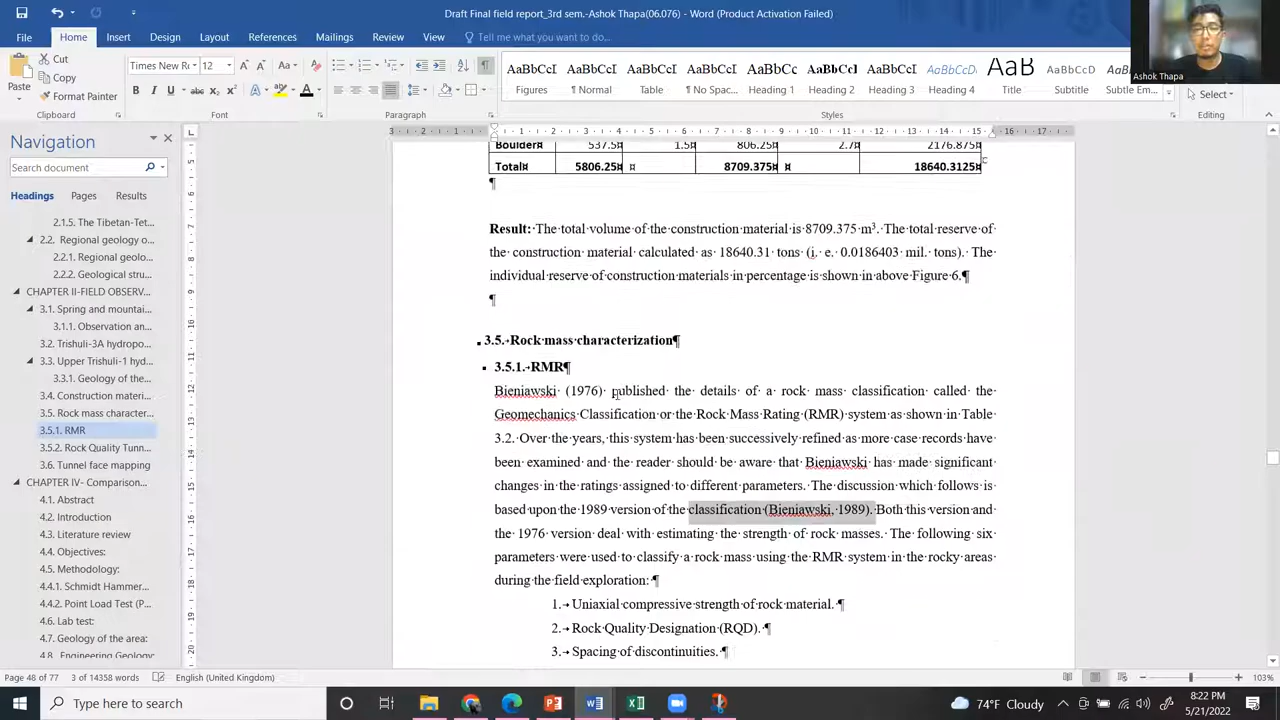 Draft Final field report_3rd sem.-Ashok Thapa(06.076) - Word (Product Activation Failed)
File Home Insert Design Layout References Mailings Review View Help Tell me what you want to do...
Cut
Copy
Format Painter
Paste
Clipboard
Times New Ro 12
B I U
Font
Paragraph
AaBbCcI AaBbCcI AaBbCcI AaBbCcI AaBbCc AaBbCcI AaBbCcI AaBbCcD AaB AaBbCcD AaBbCcI
Figures ¶ Normal Table ¶ No Spac... Heading 1 Heading 2 Heading 3 Heading 4 Title Subtitle Subtle Em...
Styles
Select
Editing
Ashok Thapa
Navigation
Search document
Headings Pages Results
2.1.5. The Tibetan-Tet...
2.2. Regional geology o...
2.2.1. Regional geolo...
2.2.2. Geological stru...
CHAPTER II-FIELD OBSERV...
3.1. Spring and mountai...
3.1.1. Observation an...
3.2. Trishuli-3A hydropo...
3.3. Upper Trishuli-1 hyd...
3.3.1. Geology of the...
3.4. Construction materi...
3.5. Rock mass character...
3.5.1. RMR
3.5.2. Rock Quality Tunn...
3.6. Tunnel face mapping
CHAPTER IV- Comparison...
4.1. Abstract
4.2. Introduction
4.3. Literature review
4.4. Objectives:
4.5. Methodology:
4.4.1. Schmidt Hammer...
4.4.2. Point Load Test (P...
4.6. Lab test:
4.7. Geology of the area:
4.8. Engineering Geology
Boulder¤ 537.5¤ 1.5¤ 806.25¤ 2.7¤ 2176.875¤
Total¤ 5806.25¤ ¤ 8709.375¤ ¤ 18640.3125¤
¶
Result: The total volume of the construction material is 8709.375 m³. The total reserve of
the construction material calculated as 18640.31 tons (i. e. 0.0186403 mil. tons). The
individual reserve of construction materials in percentage is shown in above Figure 6.¶
¶
3.5.→Rock mass characterization¶
3.5.1.→RMR¶
Bieniawski (1976) published the details of a rock mass classification called the
Geomechanics Classification or the Rock Mass Rating (RMR) system as shown in Table
3.2. Over the years, this system has been successively refined as more case records have
been examined and the reader should be aware that Bieniawski has made significant
changes in the ratings assigned to different parameters. The discussion which follows is
based upon the 1989 version of the classification (Bieniawski, 1989). Both this version and
the 1976 version deal with estimating the strength of rock masses. The following six
parameters were used to classify a rock mass using the RMR system in the rocky areas
during the field exploration: ¶
1.→ Uniaxial compressive strength of rock material. ¶
2.→ Rock Quality Designation (RQD). ¶
3.→ Spacing of discontinuities. ¶
Page 48 of 77 3 of 14358 words English (United Kingdom) 103%
Type here to search
74°F Cloudy
8:22 PM
5/21/2022